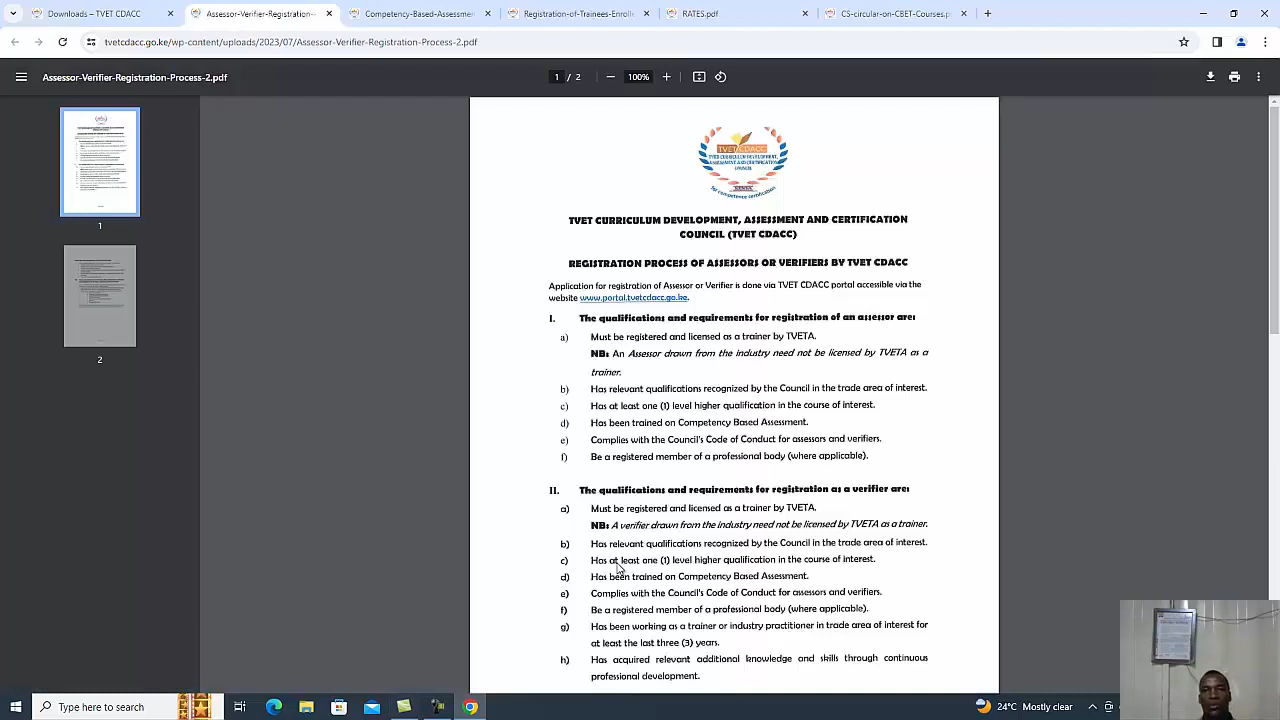 Downloads - TVET CDACC
Assessor-Verifier-Registration-
Competency-Based-Assessmen
Registration-of-Trainees-Enroll
RATES.pdf
CS-circular-on-CBET-Courses.p
tvetcdacc.go.ke/wp-content/uploads/2023/07/Assessor-Verifier-Registration-Process-2.pdf
Assessor-Verifier-Registration-Process-2.pdf
1 / 2
100%
1
2
TVET CDACC
TVET CURRICULUM DEVELOPMENT,
ASSESSMENT AND CERTIFICATION
COUNCIL
TVET CURRICULUM DEVELOPMENT, ASSESSMENT AND CERTIFICATION
COUNCIL (TVET CDACC)
REGISTRATION PROCESS OF ASSESSORS OR VERIFIERS BY TVET CDACC
Application for registration of Assessor or Verifier is done via TVET CDACC portal accessible via the
website www.portal.tvetcdacc.go.ke.
I. The qualifications and requirements for registration of an assessor are:
a) Must be registered and licensed as a trainer by TVETA.
NB: An Assessor drawn from the industry need not be licensed by TVETA as a
trainer.
b) Has relevant qualifications recognized by the Council in the trade area of interest.
c) Has at least one (1) level higher qualification in the course of interest.
d) Has been trained on Competency Based Assessment.
e) Complies with the Council's Code of Conduct for assessors and verifiers.
f) Be a registered member of a professional body (where applicable).
II. The qualifications and requirements for registration as a verifier are:
a) Must be registered and licensed as a trainer by TVETA.
NB: A verifier drawn from the industry need not be licensed by TVETA as a trainer.
b) Has relevant qualifications recognized by the Council in the trade area of interest.
c) Has at least one (1) level higher qualification in the course of interest.
d) Has been trained on Competency Based Assessment.
e) Complies with the Council's Code of Conduct for assessors and verifiers.
f) Be a registered member of a professional body (where applicable).
g) Has been working as a trainer or industry practitioner in trade area of interest for
at least the last three (3) years.
h) Has acquired relevant additional knowledge and skills through continuous
professional development.
Type here to search
24°C Mostly clear